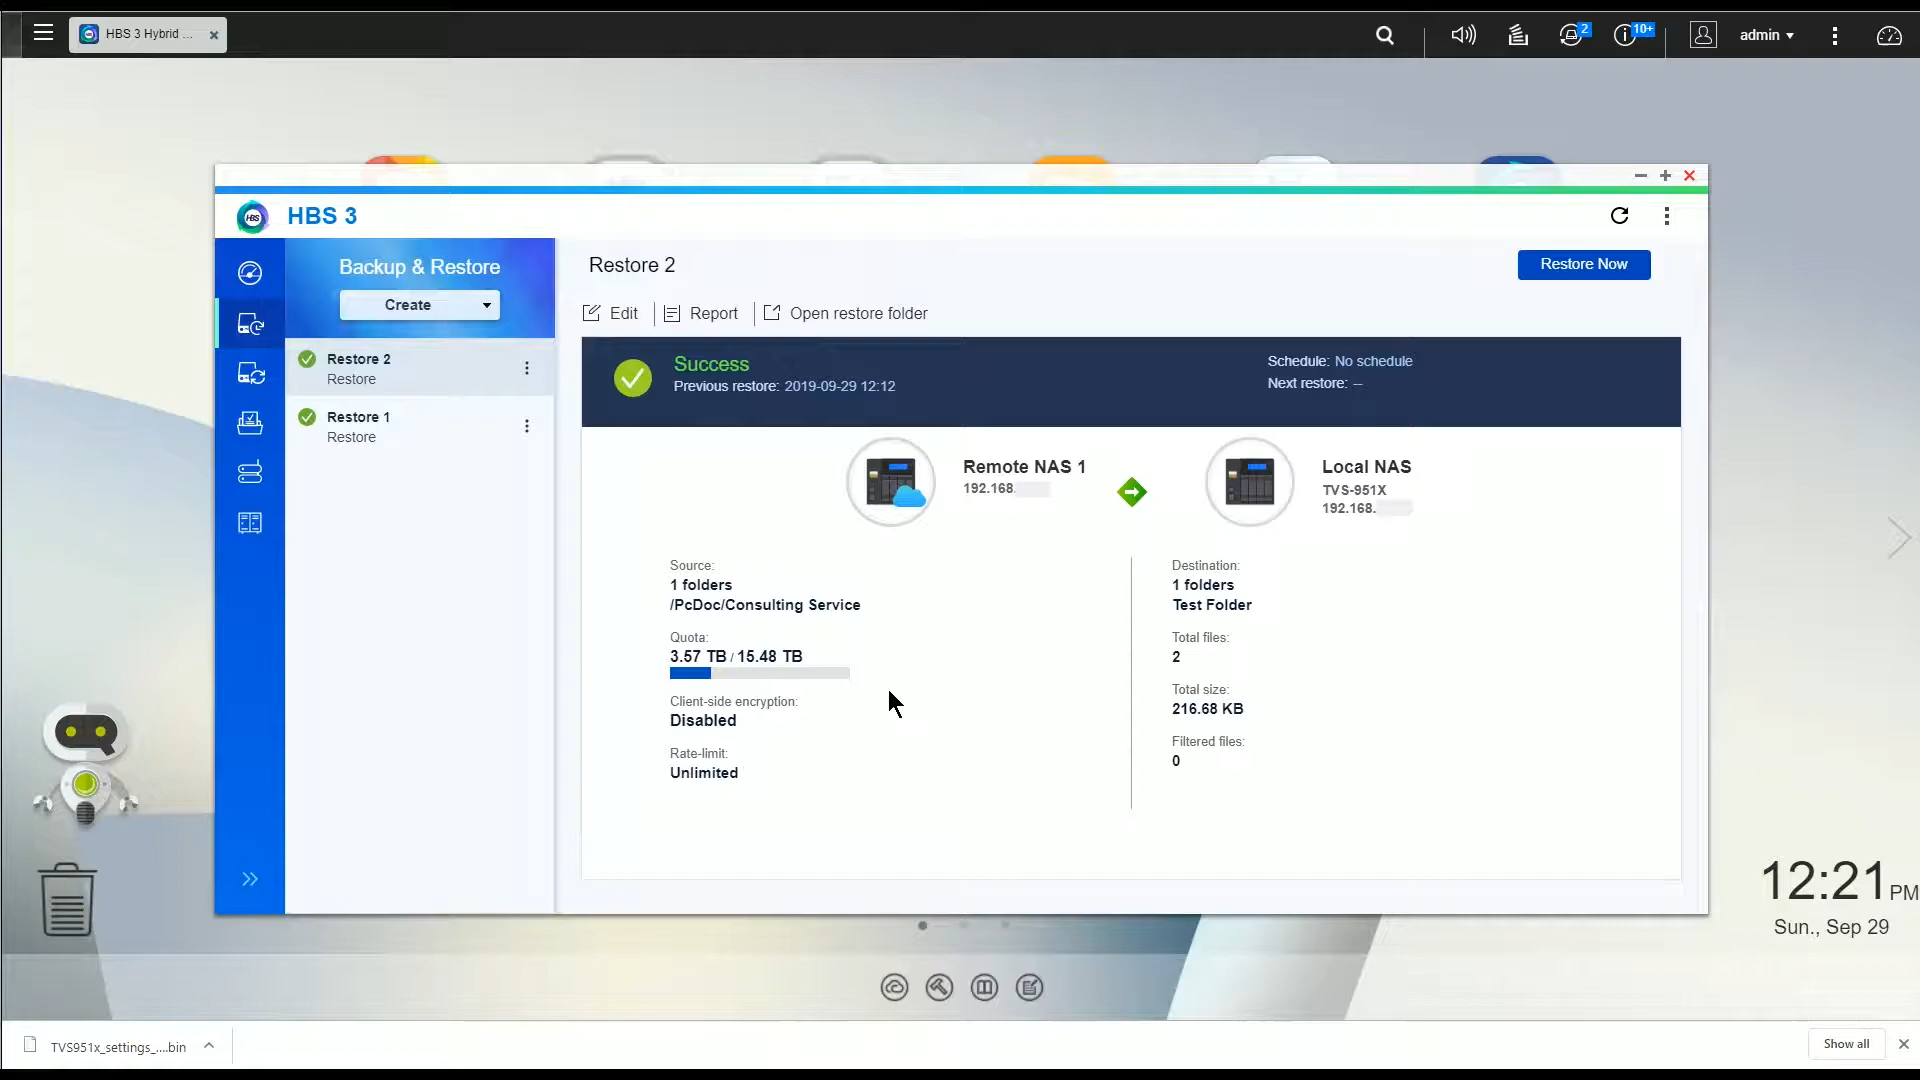 HBS 3 Hybrid ...
2
10+
admin
HBS
HBS 3
Backup & Restore
Create
Restore 2
Restore
Restore 1
Restore
Restore 2
Restore Now
Edit
Report
Open restore folder
Success
Previous restore: 2019-09-29 12:12
Schedule: No schedule
Next restore: --
Remote NAS 1
192.168.
Local NAS
TVS-951X
192.168.
Source:
1 folders
/PcDoc/Consulting Service
Quota:
3.57 TB / 15.48 TB
Client-side encryption:
Disabled
Rate-limit:
Unlimited
Destination:
1 folders
Test Folder
Total files:
2
Total size:
216.68 KB
Filtered files:
0
12:21 PM
Sun., Sep 29
TVS951x_settings_....bin
Show all